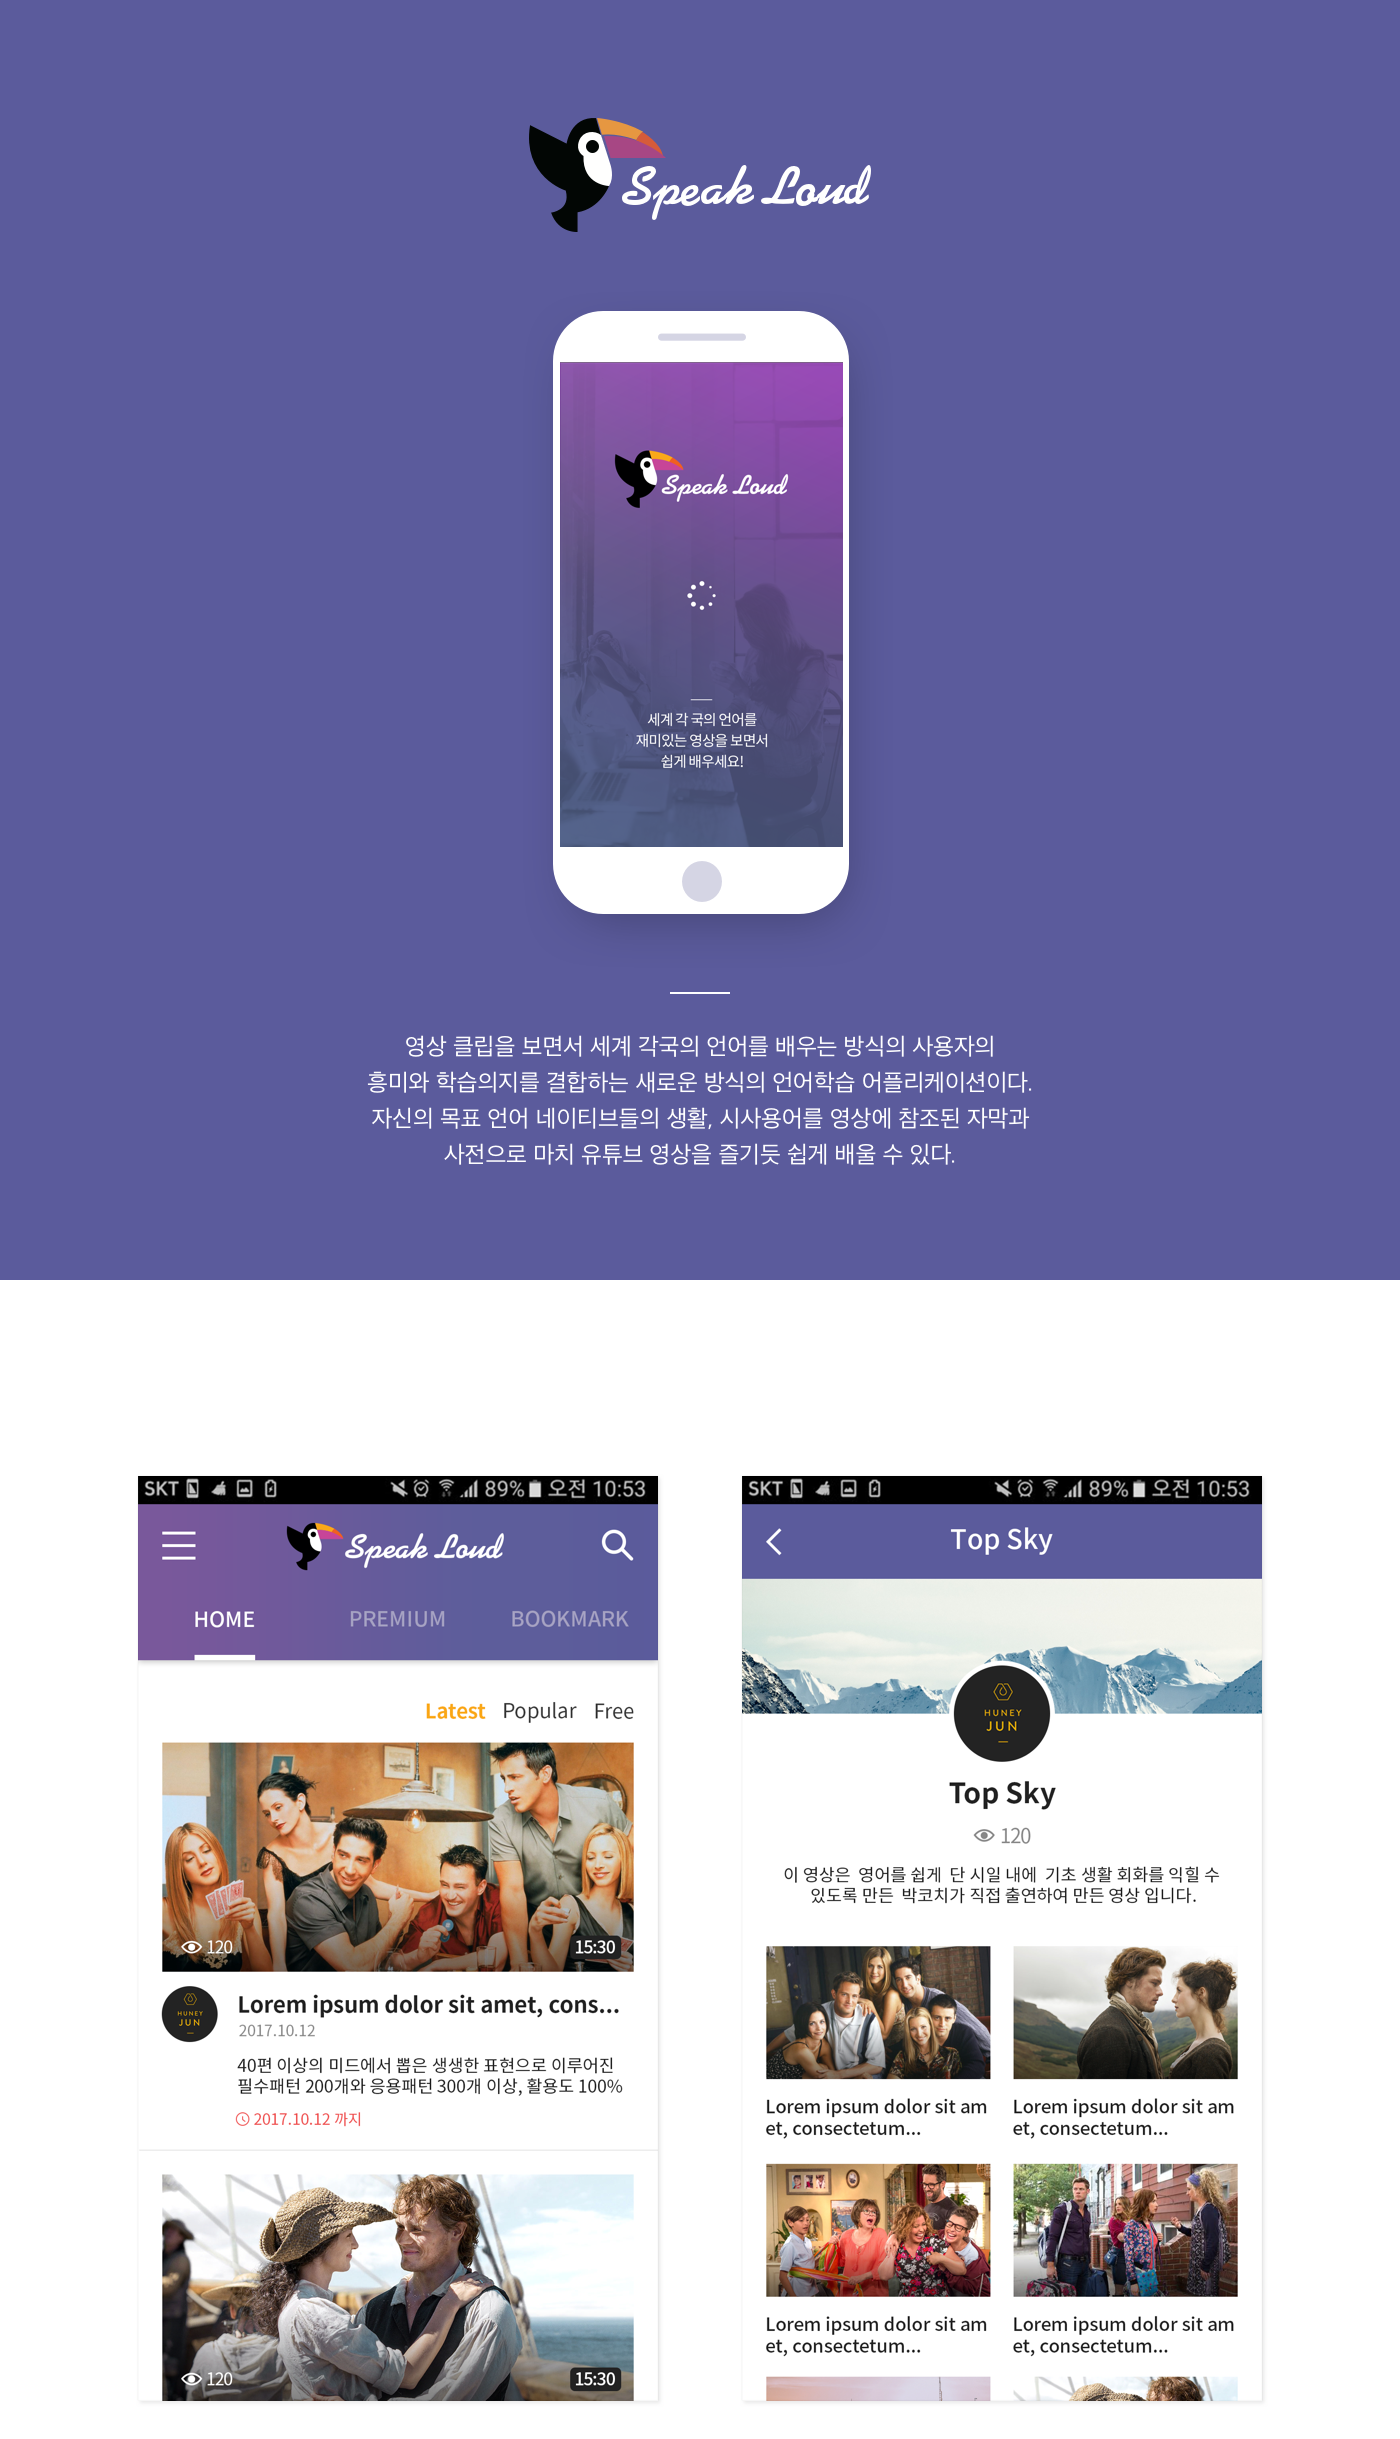 Speak Loud
Speak Loud
세계 각 국의 언어를
재미있는 영상을 보면서
쉽게 배우세요!
영상 클립을 보면서 세계 각국의 언어를 배우는 방식의 사용자의
흥미와 학습의지를 결합하는 새로운 방식의 언어학습 어플리케이션이다.
자신의 목표 언어 네이티브들의 생활, 시사용어를 영상에 참조된 자막과
사전으로 마치 유튜브 영상을 즐기듯 쉽게 배울 수 있다.
SKT 89% 오전 10:53
Speak Loud
HOME PREMIUM BOOKMARK
Latest Popular Free
120 15:30
HUNEY
JUN
Lorem ipsum dolor sit amet, cons...
2017.10.12
40편 이상의 미드에서 뽑은 생생한 표현으로 이루어진
필수패턴 200개와 응용패턴 300개 이상, 활용도 100%
2017.10.12 까지
120 15:30
SKT 89% 오전 10:53
Top Sky
HUNEY
JUN
Top Sky
120
이 영상은 영어를 쉽게 단 시일 내에 기초 생활 회화를 익힐 수
있도록 만든 박코치가 직접 출연하여 만든 영상 입니다.
Lorem ipsum dolor sit am
et, consectetum...
Lorem ipsum dolor sit am
et, consectetum...
Lorem ipsum dolor sit am
et, consectetum...
Lorem ipsum dolor sit am
et, consectetum...